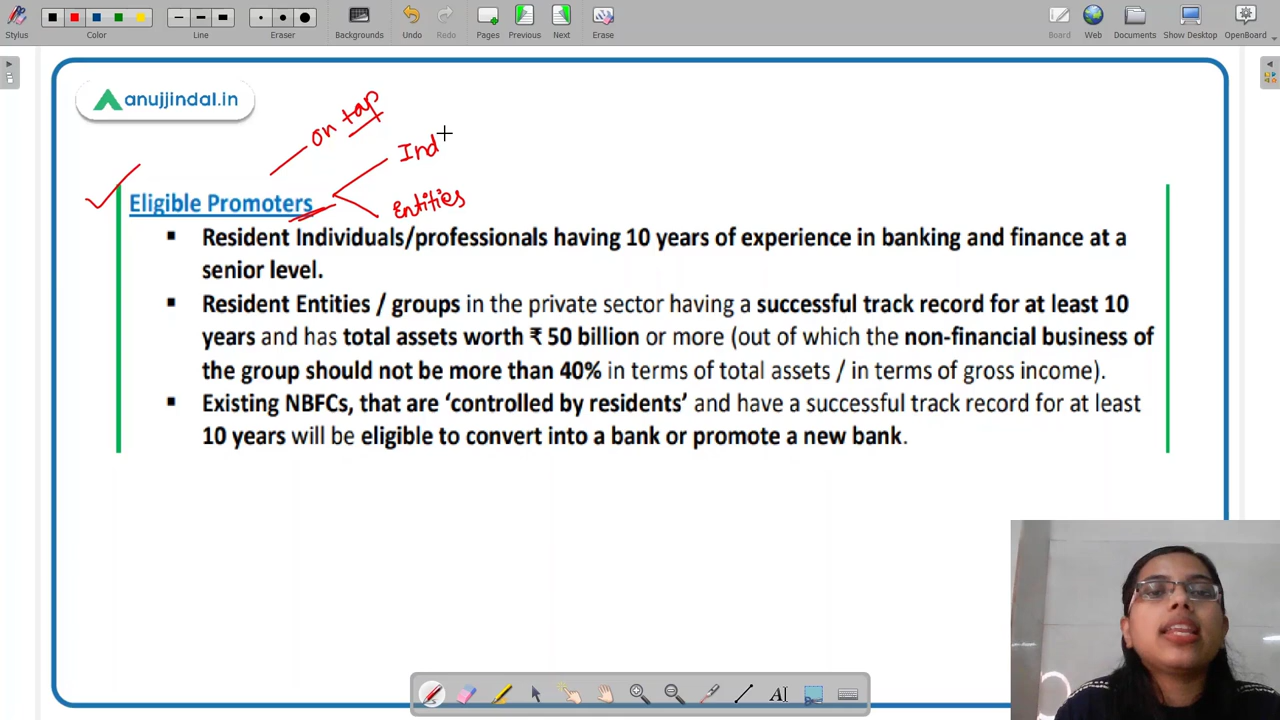 Stylus
Color
Line
Eraser
Backgrounds
Undo
Redo
Pages
Previous
Next
Erase
Board
Web
Documents
Show Desktop
OpenBoard
anujjindal.in
on tap
Ind
Entities
Eligible Promoters
▪ Resident Individuals/professionals having 10 years of experience in banking and finance at a
senior level.
▪ Resident Entities / groups in the private sector having a successful track record for at least 10
years and has total assets worth ₹ 50 billion or more (out of which the non-financial business of
the group should not be more than 40% in terms of total assets / in terms of gross income).
▪ Existing NBFCs, that are ‘controlled by residents’ and have a successful track record for at least
10 years will be eligible to convert into a bank or promote a new bank.
AI